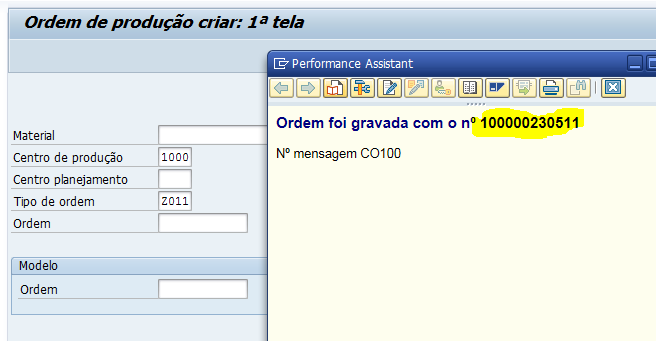 Ordem de produção criar: 1ª tela
Performance Assistant
Ordem foi gravada com o nº 100000230511
Nº mensagem CO100
Material
Centro de produção 1000
Centro planejamento
Tipo de ordem Z011
Ordem
Modelo
Ordem